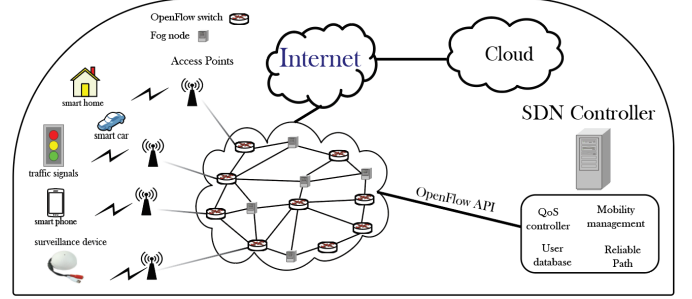 OpenFlow switch
Fog node
Access Points
Internet
Cloud
smart home
smart car
SDN Controller
traffic signals
OpenFlow API
smart phone
QoS
controller
Mobility
management
User
database
Reliable
Path
surveillance device